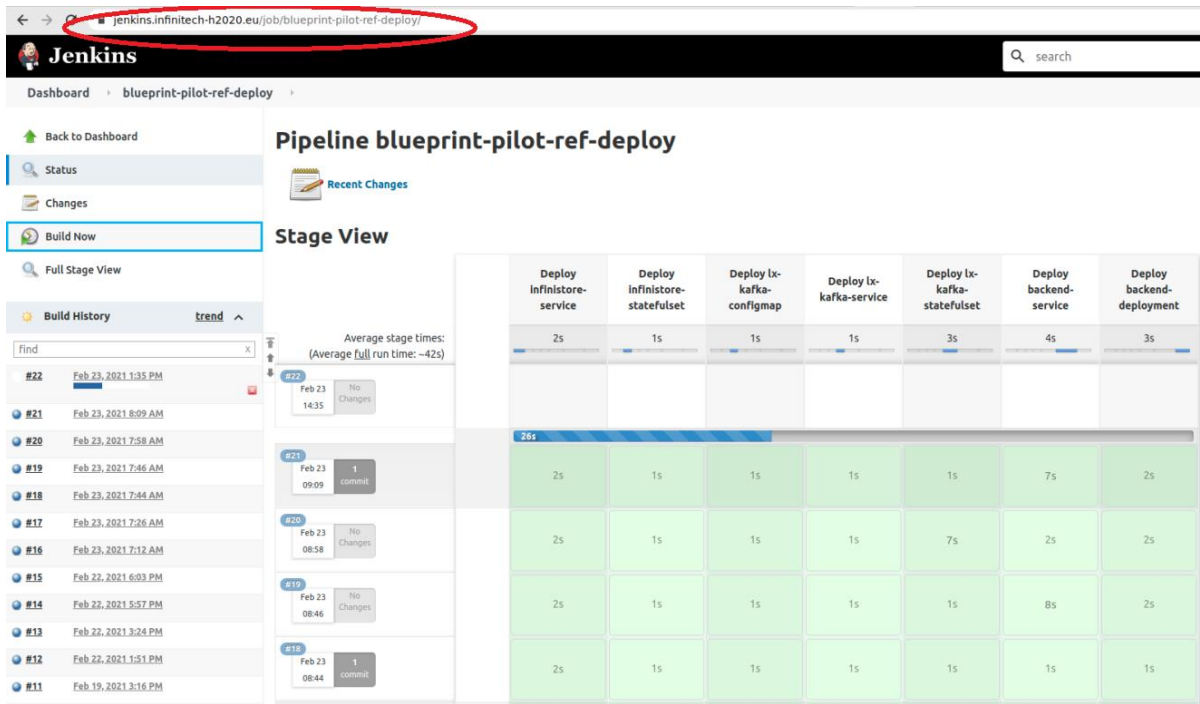 jenkins.infinitech-h2020.eu/job/blueprint-pilot-ref-deploy/
Jenkins
search
Dashboard
blueprint-pilot-ref-deploy
Back to Dashboard
Status
Changes
Build Now
Full Stage View
Build History
trend
find
x
#22 Feb 23, 2021 1:35 PM
#21 Feb 23, 2021 8:09 AM
#20 Feb 23, 2021 7:58 AM
#19 Feb 23, 2021 7:46 AM
#18 Feb 23, 2021 7:44 AM
#17 Feb 23, 2021 7:26 AM
#16 Feb 23, 2021 7:12 AM
#15 Feb 22, 2021 6:03 PM
#14 Feb 22, 2021 5:57 PM
#13 Feb 22, 2021 3:24 PM
#12 Feb 22, 2021 1:51 PM
#11 Feb 19, 2021 3:16 PM
Pipeline blueprint-pilot-ref-deploy
Recent Changes
Stage View
Deploy
infinistore-
service
Deploy
infinistore-
statefulset
Deploy lx-
kafka-
configmap
Deploy lx-
kafka-service
Deploy lx-
kafka-
statefulset
Deploy
backend-
service
Deploy
backend-
deployment
Average stage times:
(Average full run time: ~42s)
2s 1s 1s 1s 3s 4s 3s
#22
Feb 23
14:35
No
Changes
26s
#21
Feb 23
09:09
1
commit
2s 1s 1s 1s 1s 7s 2s
#20
Feb 23
08:58
No
Changes
2s 1s 1s 1s 7s 2s 2s
#19
Feb 23
08:46
No
Changes
2s 1s 1s 1s 1s 8s 2s
#18
Feb 23
08:44
1
commit
2s 1s 1s 1s 1s 1s 1s